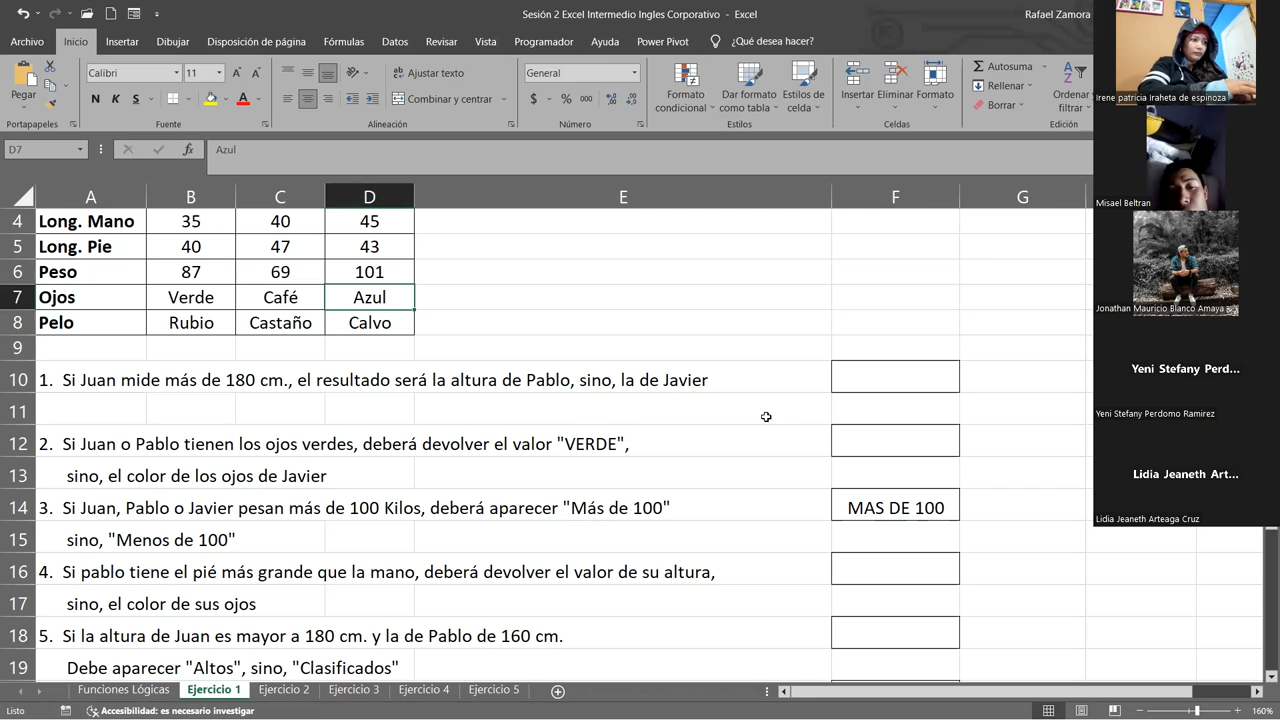 Sesión 2 Excel Intermedio Ingles Corporativo - Excel
Rafael Zamora
Archivo Inicio Insertar Dibujar Disposición de página Fórmulas Datos Revisar Vista Programador Ayuda Power Pivot ¿Qué desea hacer?
Pegar
Calibri 11
N K S
Ajustar texto
Combinar y centrar
General
$ % 000
Formato condicional
Dar formato como tabla
Estilos de celda
Insertar Eliminar Formato
Autosuma
Rellenar
Borrar
Ordenar
filtrar
Portapapeles Fuente Alineación Número Estilos Celdas Edición
D7 fx Azul
A B C D E F G
4 Long. Mano 35 40 45
5 Long. Pie 40 47 43
6 Peso 87 69 101
7 Ojos Verde Café Azul
8 Pelo Rubio Castaño Calvo
9
10 1. Si Juan mide más de 180 cm., el resultado será la altura de Pablo, sino, la de Javier
11
12 2. Si Juan o Pablo tienen los ojos verdes, deberá devolver el valor "VERDE",
13 sino, el color de los ojos de Javier
14 3. Si Juan, Pablo o Javier pesan más de 100 Kilos, deberá aparecer "Más de 100" MAS DE 100
15 sino, "Menos de 100"
16 4. Si pablo tiene el pié más grande que la mano, deberá devolver el valor de su altura,
17 sino, el color de sus ojos
18 5. Si la altura de Juan es mayor a 180 cm. y la de Pablo de 160 cm.
19 Debe aparecer "Altos", sino, "Clasificados"
Funciones Lógicas Ejercicio 1 Ejercicio 2 Ejercicio 3 Ejercicio 4 Ejercicio 5
Listo Accesibilidad: es necesario investigar 160%
Irene patricia Iraheta de espinoza
Misael Beltran
Jonathan Mauricio Blanco Amaya
Yeni Stefany Perd...
Yeni Stefany Perdomo Ramirez
Lidia Jeaneth Art...
Lidia Jeaneth Arteaga Cruz